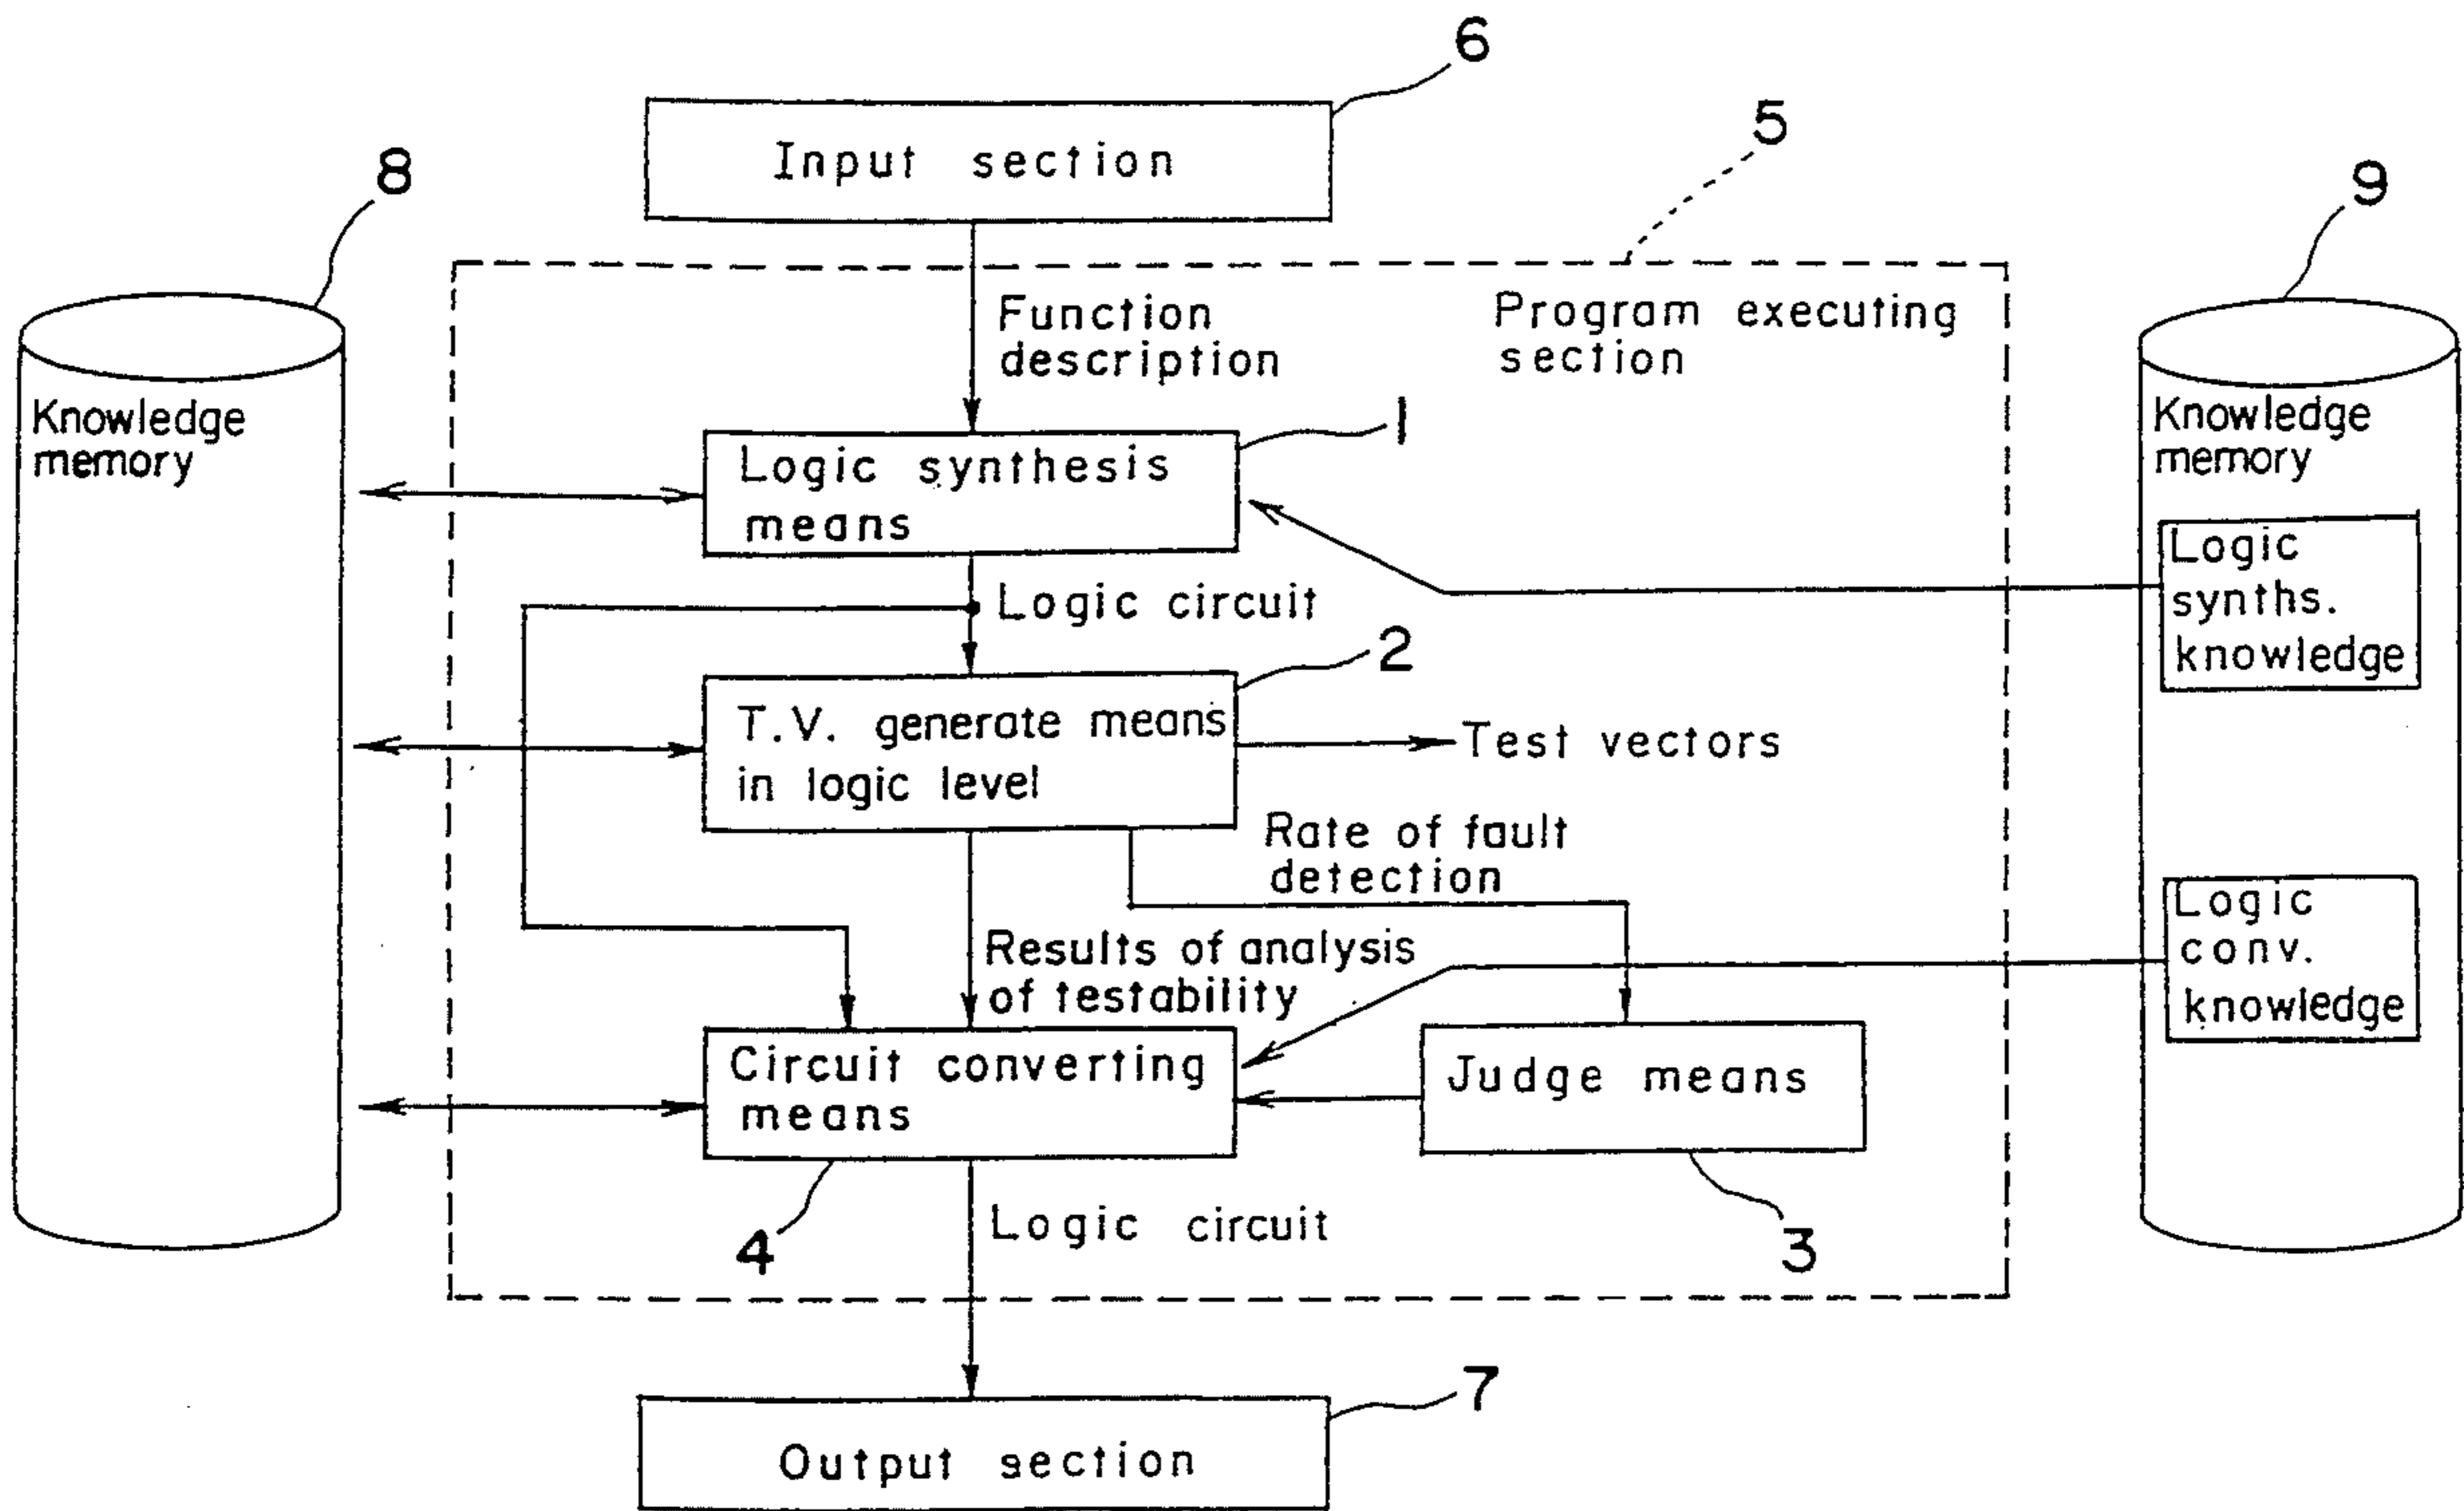 6
Input section
5
8
9
Function
description
Program executing
section
Knowledge
memory
Knowledge
memory
1
Logic synthesis
means
Logic
synths.
knowledge
Logic circuit
2
T.V. generate means
in logic level
Test vectors
Rate of fault
detection
Logic
conv.
knowledge
Results of analysis
of testability
Circuit converting
means
Judge means
4
Logic circuit
3
7
Output section